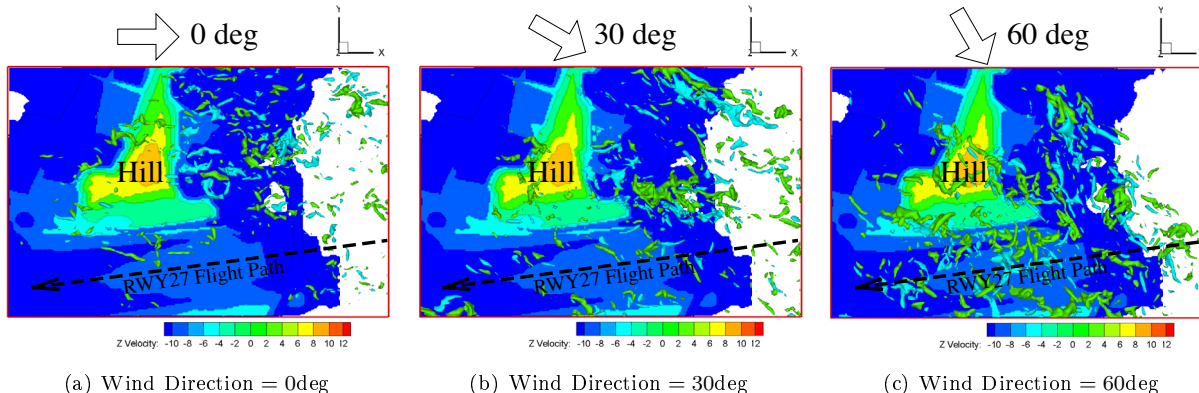 0 deg
Y
Z
X
Hill
RWY27 Flight Path
Z Velocity: -10 -8 -6 -4 -2 0 2 4 6 8 10 12
(a) Wind Direction = 0deg
30 deg
Y
Z
X
Hill
RWY27 Flight Path
Z Velocity: -10 -8 -6 -4 -2 0 2 4 6 8 10 12
(b) Wind Direction = 30deg
60 deg
Y
Z
X
Hill
RWY27 Flight Path
Z Velocity: -10 -8 -6 -4 -2 0 2 4 6 8 10 12
(c) Wind Direction = 60deg